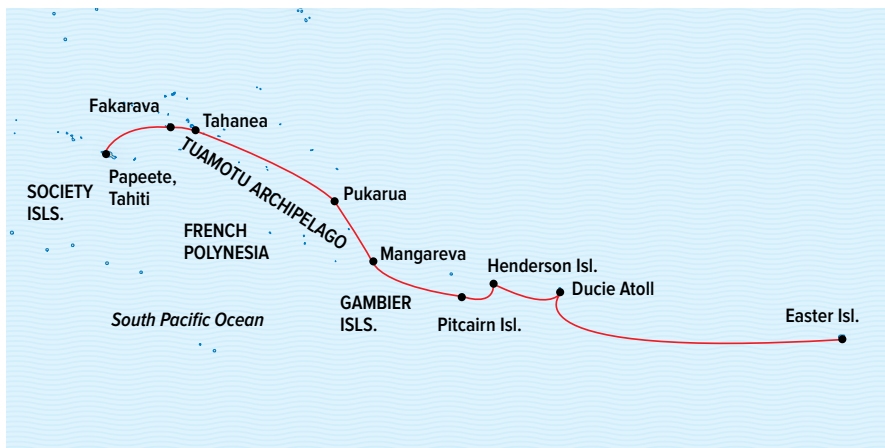 Fakarava
Tahanea
TUAMOTU ARCHIPELAGO
Papeete,
Tahiti
SOCIETY
ISLS.
Pukarua
FRENCH
POLYNESIA
Mangareva
Henderson Isl.
Ducie Atoll
GAMBIER
ISLS.
Pitcairn Isl.
Easter Isl.
South Pacific Ocean